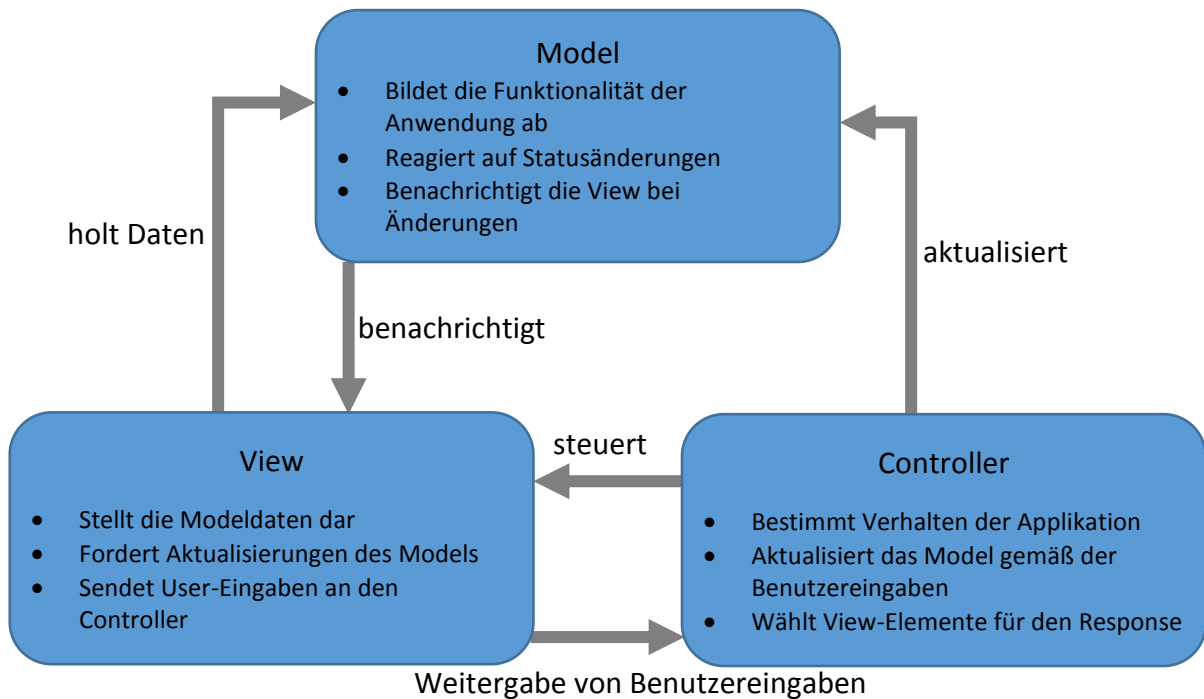 Model
• Bildet die Funktionalität der
Anwendung ab
• Reagiert auf Statusänderungen
• Benachrichtigt die View bei
Änderungen
holt Daten
aktualisiert
benachrichtigt
View
• Stellt die Modeldaten dar
• Fordert Aktualisierungen des Models
• Sendet User-Eingaben an den
Controller
steuert
Controller
• Bestimmt Verhalten der Applikation
• Aktualisiert das Model gemäß der
Benutzereingaben
• Wählt View-Elemente für den Response
Weitergabe von Benutzereingaben